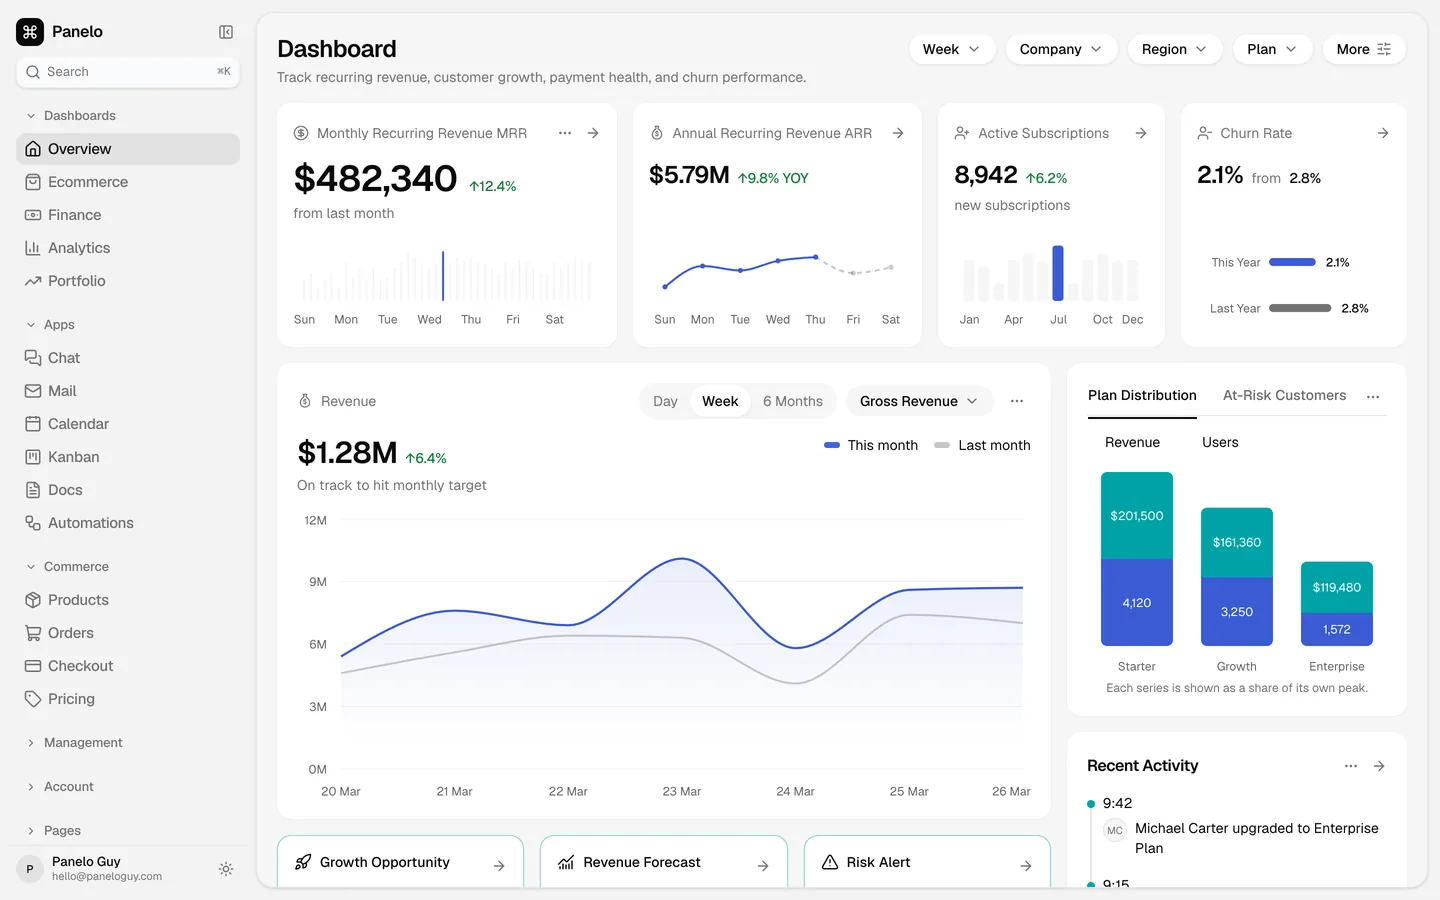 Panelo
Search
⌘K
Dashboards
Overview
Ecommerce
Finance
Analytics
Portfolio
Apps
Chat
Mail
Calendar
Kanban
Docs
Automations
Commerce
Products
Orders
Checkout
Pricing
Management
Account
Pages
P
Panelo Guy
hello@paneloguy.com
Dashboard
Track recurring revenue, customer growth, payment health, and churn performance.
Week
Company
Region
Plan
More
Monthly Recurring Revenue MRR
$482,340 ↑12.4%
from last month
Sun Mon Tue Wed Thu Fri Sat
Annual Recurring Revenue ARR
$5.79M ↑9.8% YOY
Sun Mon Tue Wed Thu Fri Sat
Active Subscriptions
8,942 ↑6.2%
new subscriptions
Jan Apr Jul Oct Dec
Churn Rate
2.1% from 2.8%
This Year 2.1%
Last Year 2.8%
Revenue
Day Week 6 Months
Gross Revenue
$1.28M ↑6.4%
On track to hit monthly target
This month Last month
12M
9M
6M
3M
0M
20 Mar 21 Mar 22 Mar 23 Mar 24 Mar 25 Mar 26 Mar
Plan Distribution At-Risk Customers
Revenue Users
$201,500 $161,360 $119,480
4,120 3,250 1,572
Starter Growth Enterprise
Each series is shown as a share of its own peak.
Recent Activity
9:42
MC
Michael Carter upgraded to Enterprise
Plan
9:15
Growth Opportunity
Revenue Forecast
Risk Alert